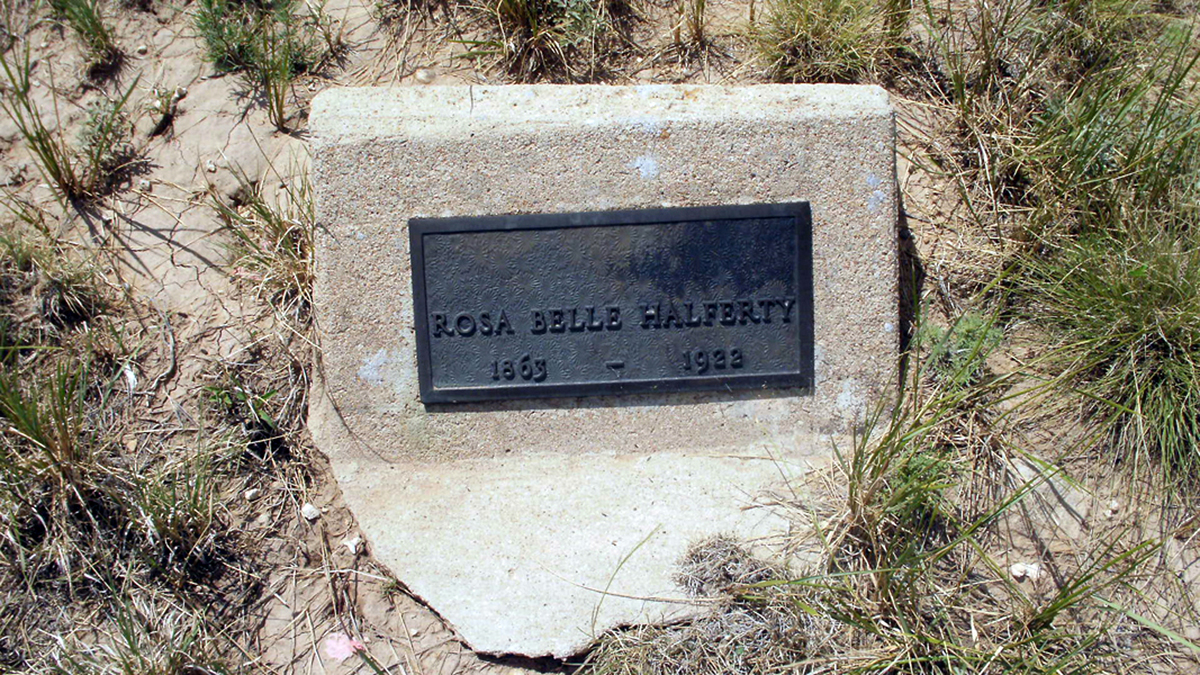 ROSA BELLE HALFERTY
1863 – 1922